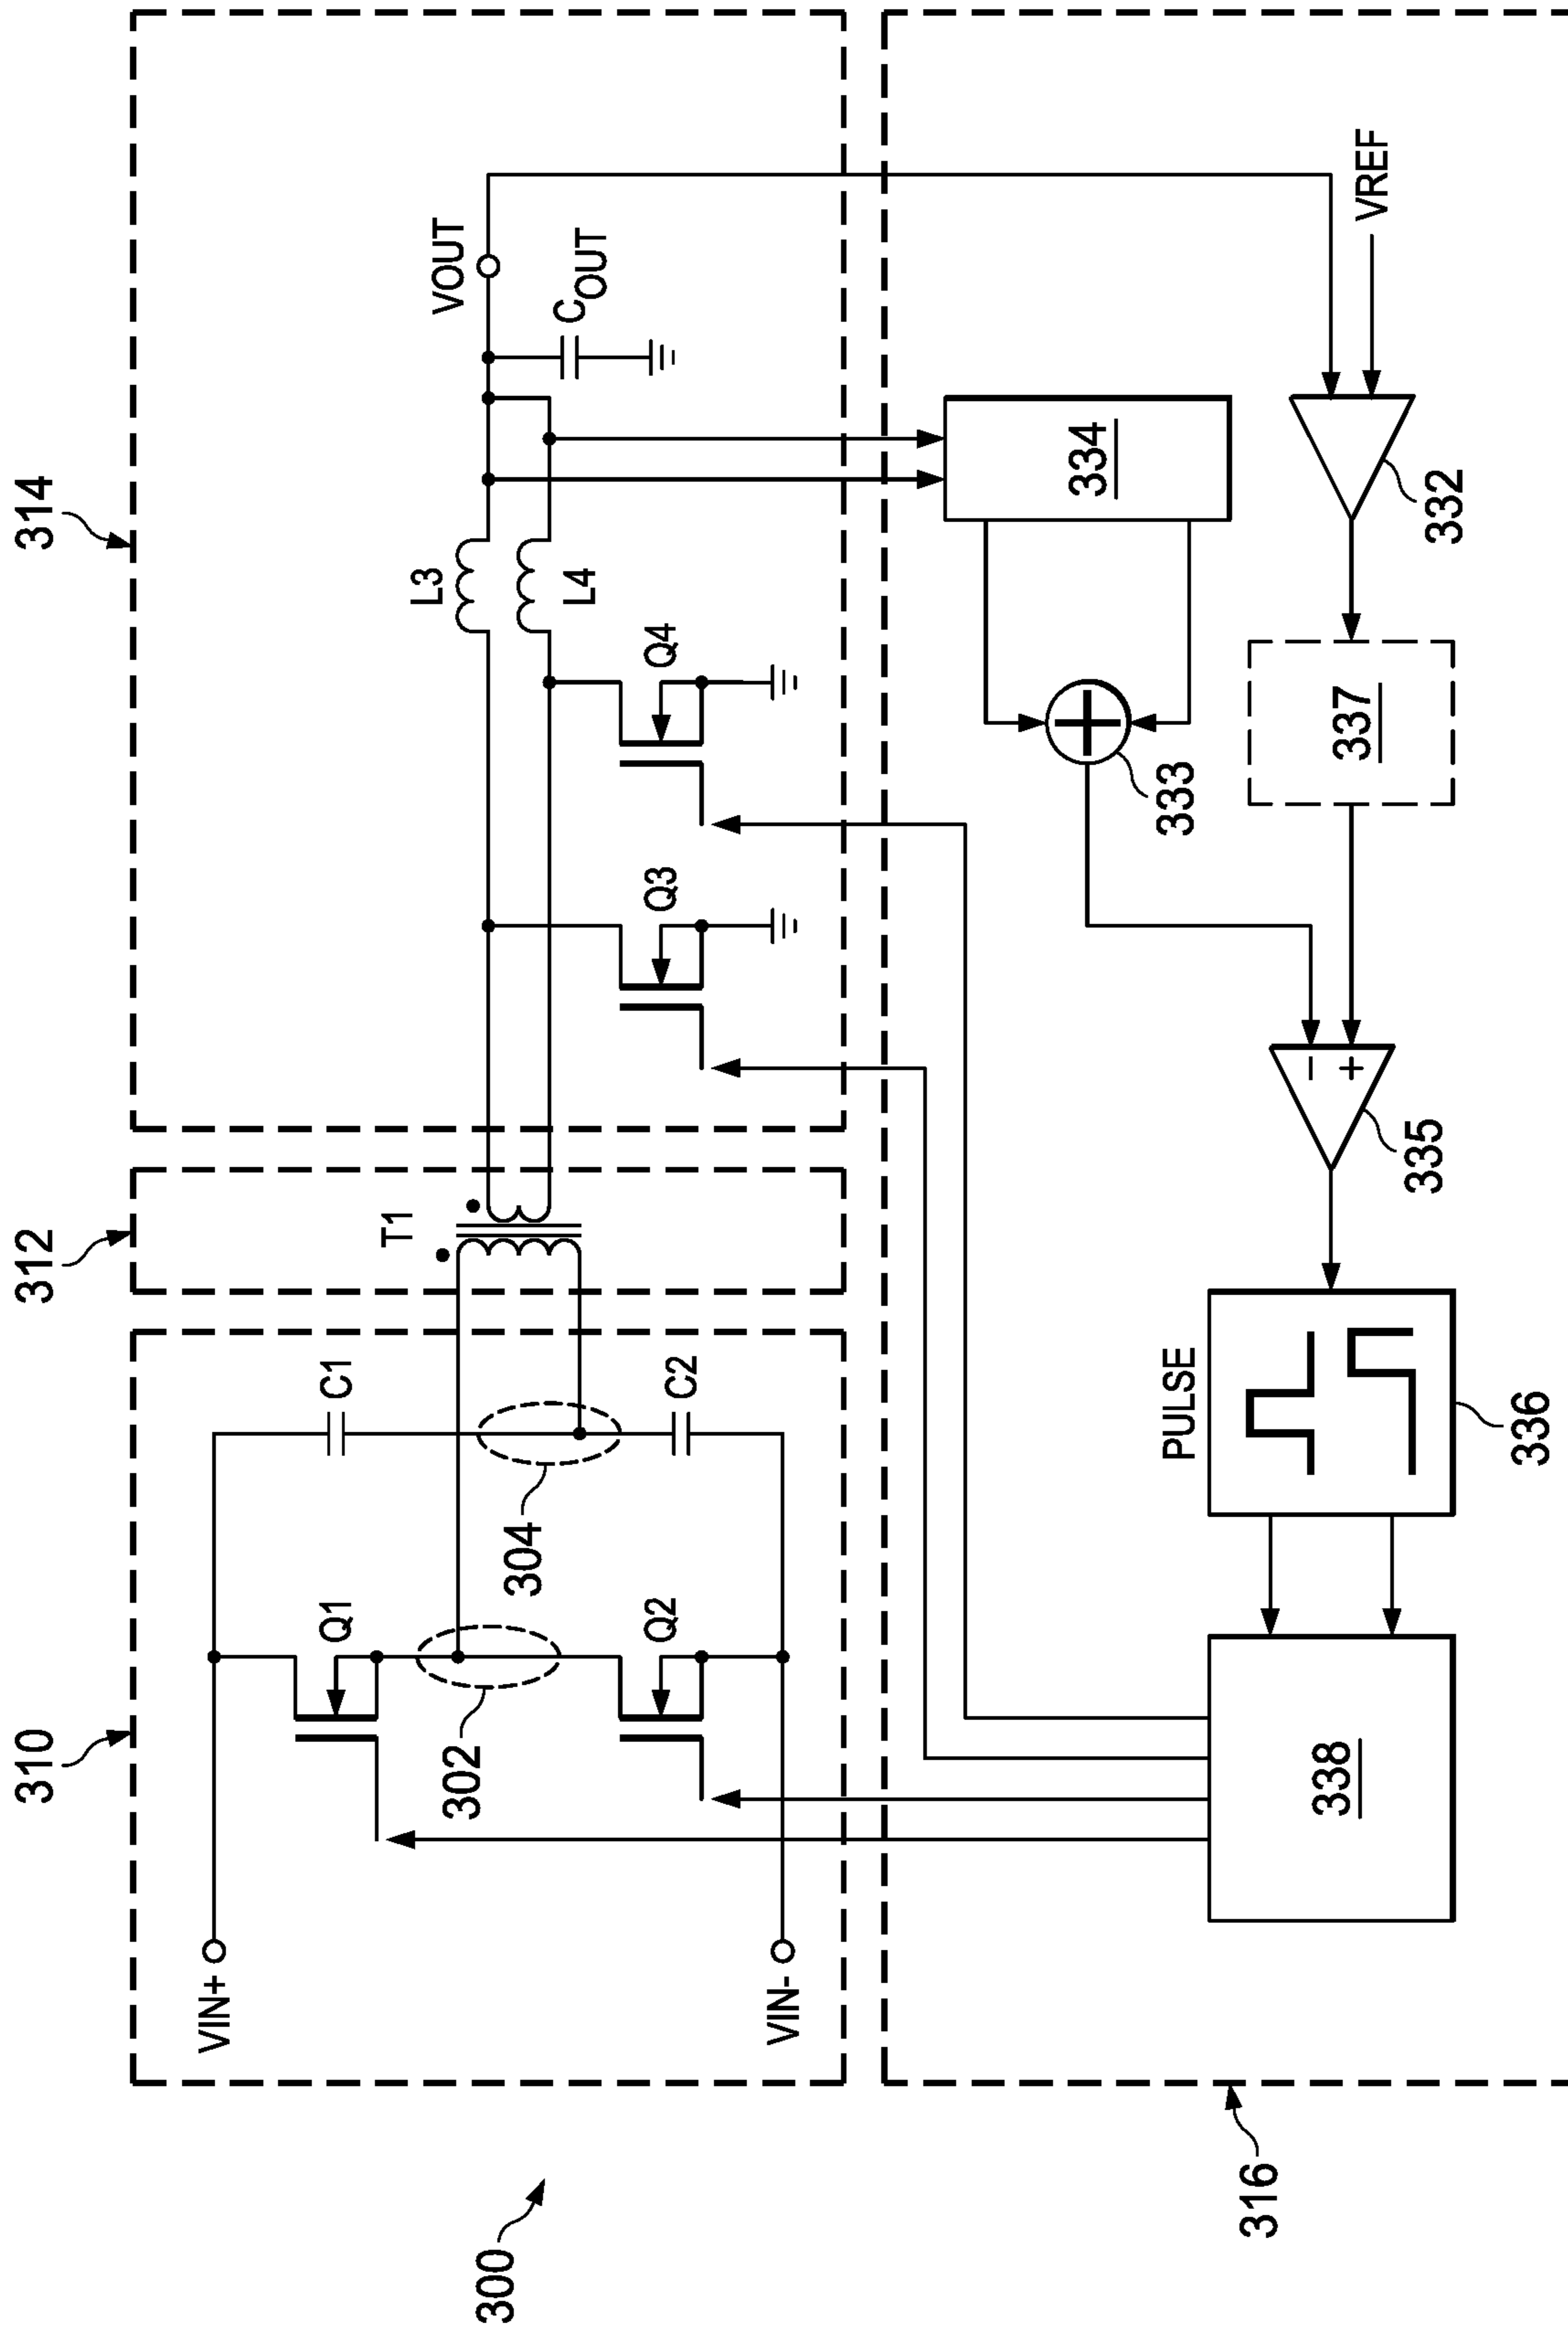 310
312
314
VIN+
Q1
C1
T1
L3
VOUT
C OUT
302
304
L4
Q2
C2
Q3
Q4
VIN-
300
338
PULSE
336
-
+
335
333
334
337
332
VREF
316